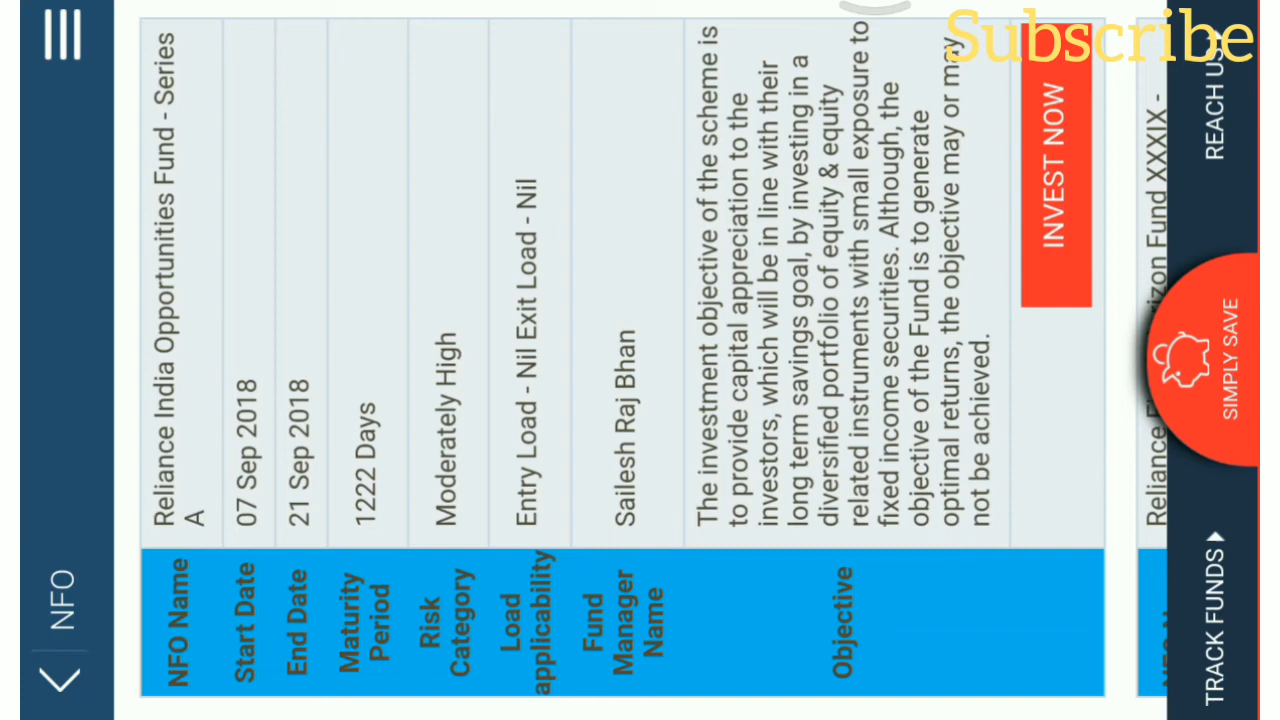 Subscribe
NFO
NFO Name
Reliance India Opportunities Fund - Series
A
Start Date
07 Sep 2018
End Date
21 Sep 2018
Maturity
Period
1222 Days
Risk
Category
Moderately High
Load
applicability
Entry Load - Nil Exit Load - Nil
Fund
Manager
Name
Sailesh Raj Bhan
Objective
The investment objective of the scheme is
to provide capital appreciation to the
investors, which will be in line with their
long term savings goal, by investing in a
diversified portfolio of equity & equity
related instruments with small exposure to
fixed income securities. Although, the
objective of the Fund is to generate
optimal returns, the objective may or may
not be achieved.
INVEST NOW
Reliance Fund XXXIX -
TRACK FUNDS
SIMPLY SAVE
REACH US